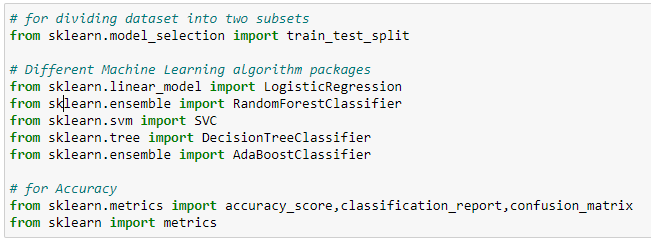 # for dividing dataset into two subsets
from sklearn.model_selection import train_test_split
# Different Machine Learning algorithm packages
from sklearn.linear_model import LogisticRegression
from sklearn.ensemble import RandomForestClassifier
from sklearn.svm import SVC
from sklearn.tree import DecisionTreeClassifier
from sklearn.ensemble import AdaBoostClassifier
# for Accuracy
from sklearn.metrics import accuracy_score,classification_report,confusion_matrix
from sklearn import metrics